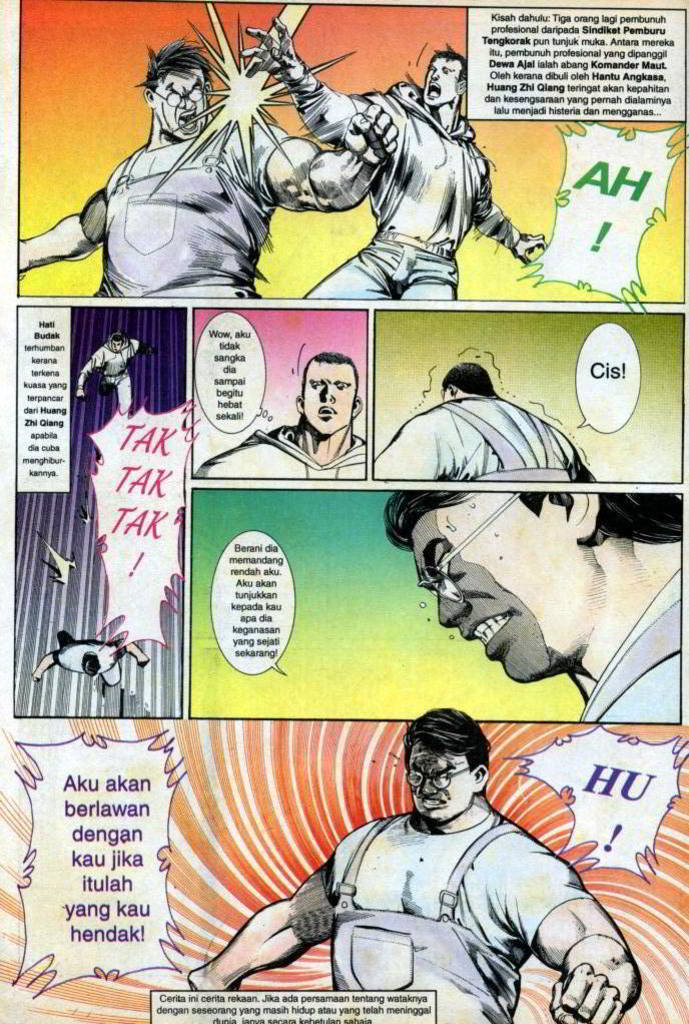 Kisah dahulu: Tiga orang lagi pembunuh
profesional daripada Sindiket Pemburu
Tengkorak pun tunjuk muka. Antara mereka
itu, pembunuh profesional yang dipanggil
Dewa Ajal ialah abang Komander Maut.
Oleh kerana dibuli oleh Hantu Angkasa,
Huang Zhi Qiang teringat akan kepahitan
dan kesengsaraan yang pernah dialaminya
lalu menjadi histeria dan mengganas...
AH
!
Hati
Budak
terhumban
kerana
terkena
kuasa yang
terpancar
dari Huang
Zhi Qiang
apabila
dia cuba
menghibur-
kannya.
TAK
TAK
TAK
!
Wow, aku
tidak
sangka
dia
sampai
begitu
hebat
sekali!
Cis!
Berani dia
memandang
rendah aku.
Aku akan
tunjukkan
kepada kau
apa dia
keganasan
yang sejati
sekarang!
Aku akan
berlawan
dengan
kau jika
itulah
yang kau
hendak!
HU
!
Cerita ini cerita rekaan. Jika ada persamaan tentang wataknya
dengan seseorang yang masih hidup atau yang telah meninggal
dunia, ianya secara kebetulan sahaja.